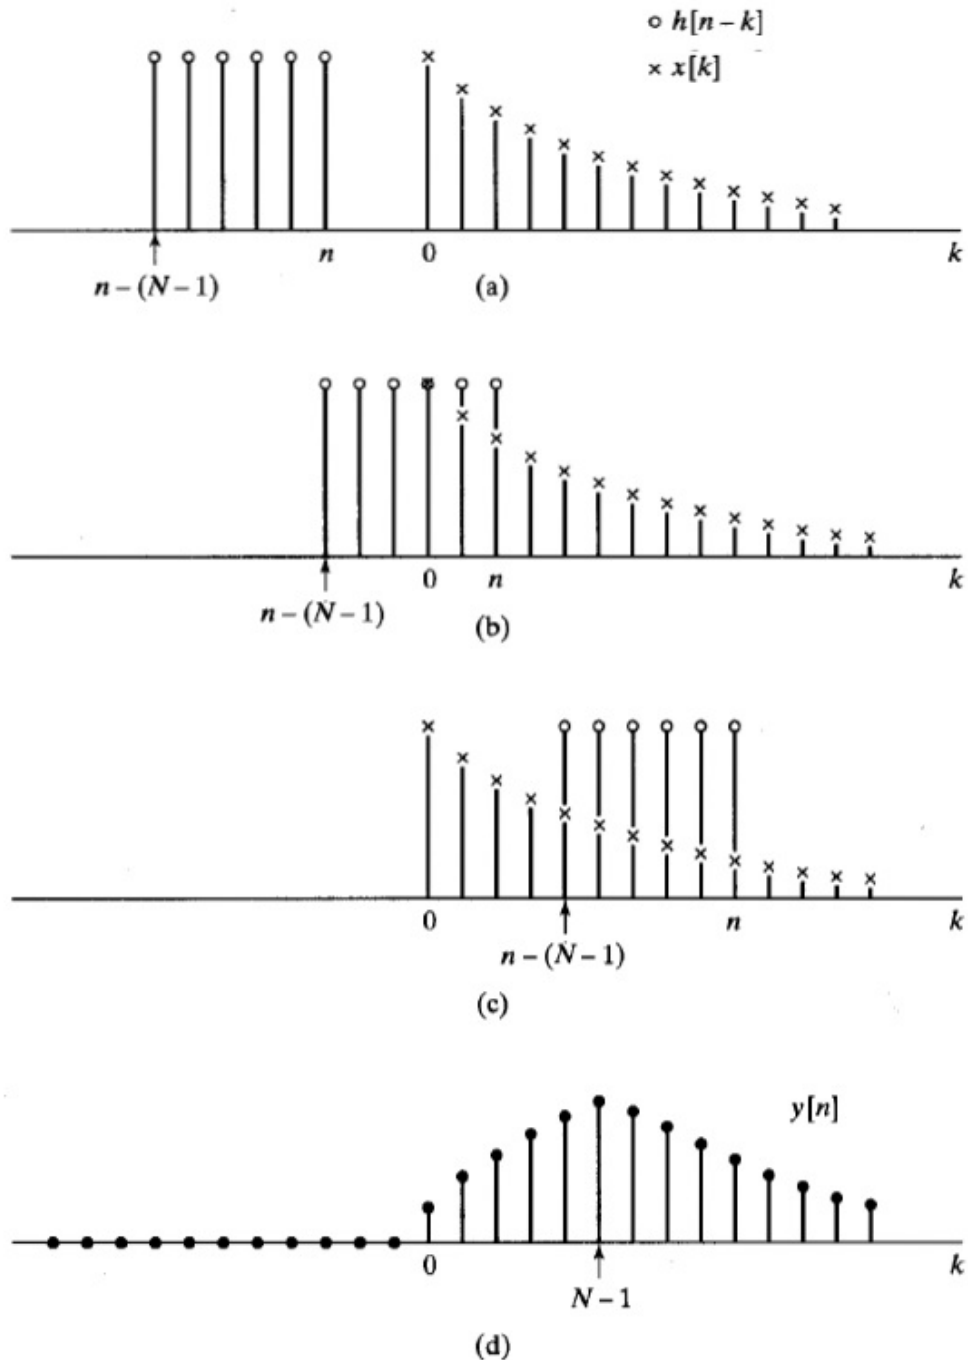 h[n – k]
x[k]
n 0 k
n – (N – 1)
(a)
0 n k
n – (N – 1)
(b)
0 n k
n – (N – 1)
(c)
y[n]
0 k
N – 1
(d)